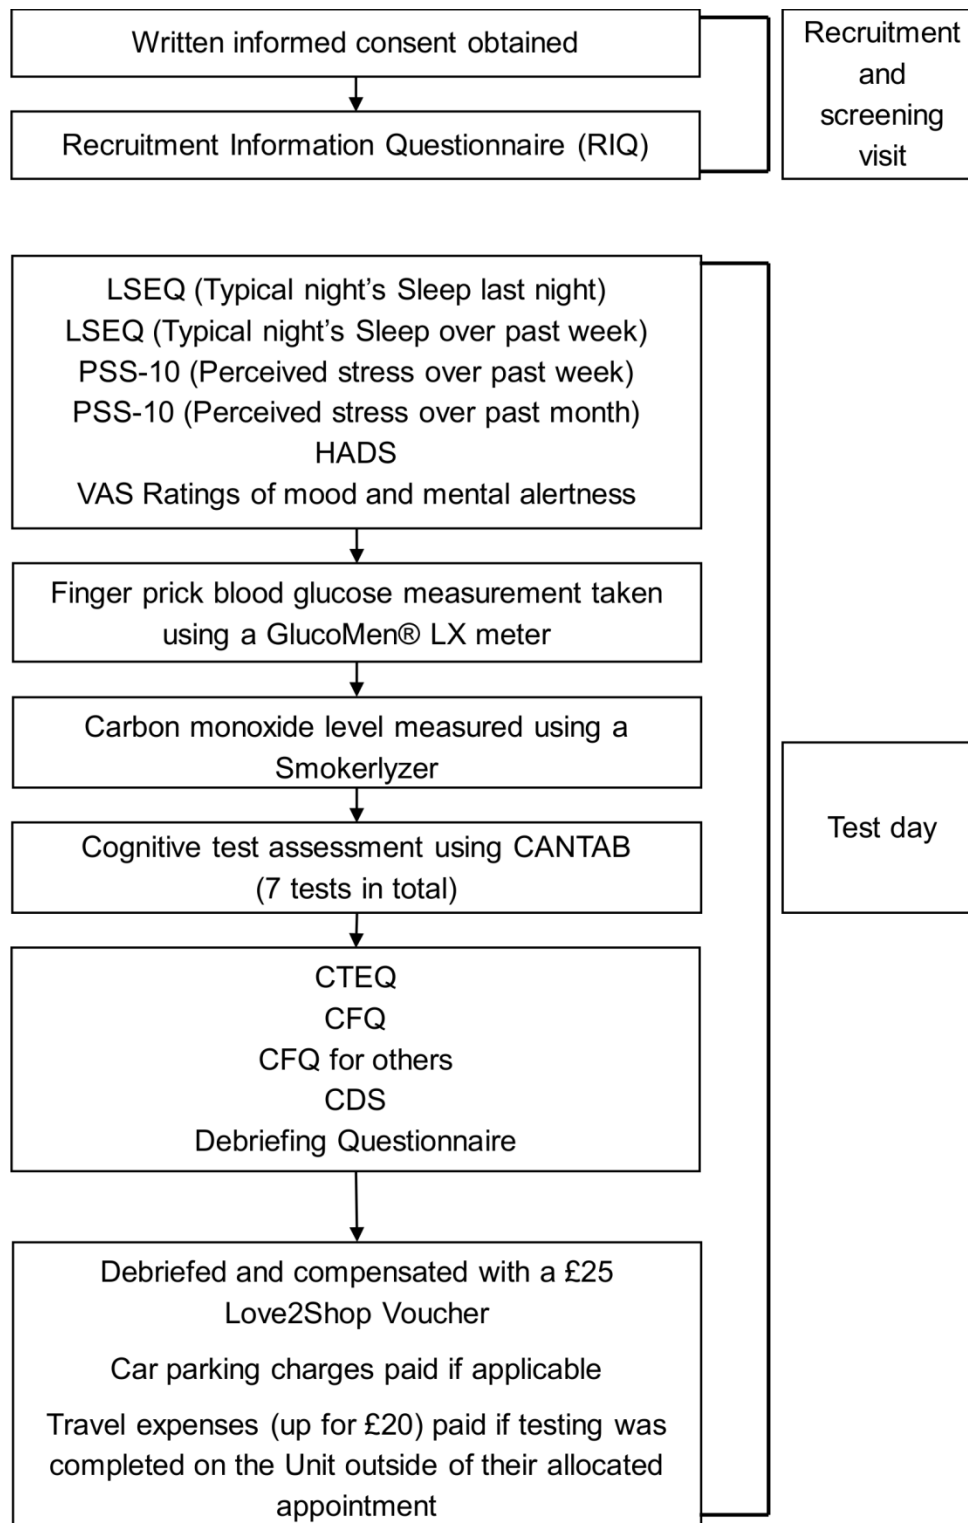 Written informed consent obtained
Recruitment Information Questionnaire (RIQ)
Recruitment
and
screening
visit
LSEQ (Typical night's Sleep last night)
LSEQ (Typical night's Sleep over past week)
PSS-10 (Perceived stress over past week)
PSS-10 (Perceived stress over past month)
HADS
VAS Ratings of mood and mental alertness
Finger prick blood glucose measurement taken
using a GlucoMen® LX meter
Carbon monoxide level measured using a
Smokerlyzer
Cognitive test assessment using CANTAB
(7 tests in total)
CTEQ
CFQ
CFQ for others
CDS
Debriefing Questionnaire
Debriefed and compensated with a £25
Love2Shop Voucher
Car parking charges paid if applicable
Travel expenses (up for £20) paid if testing was
completed on the Unit outside of their allocated
appointment
Test day